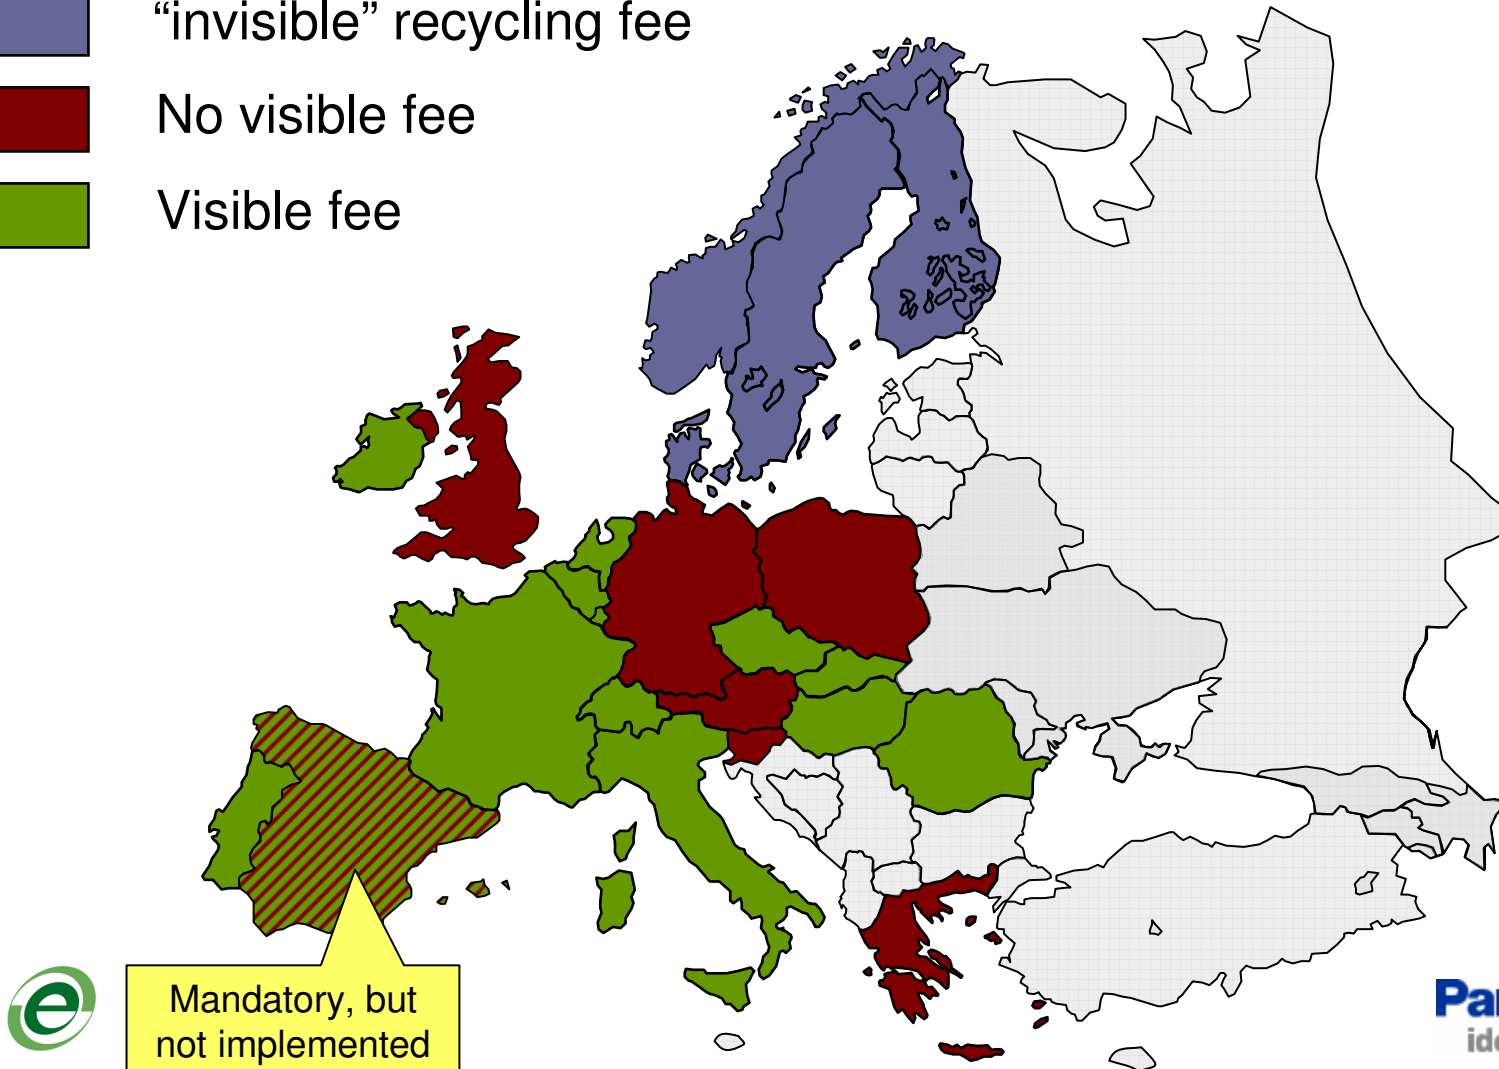 “invisible” recycling fee
No visible fee
Visible fee
Mandatory, but
not implemented
e